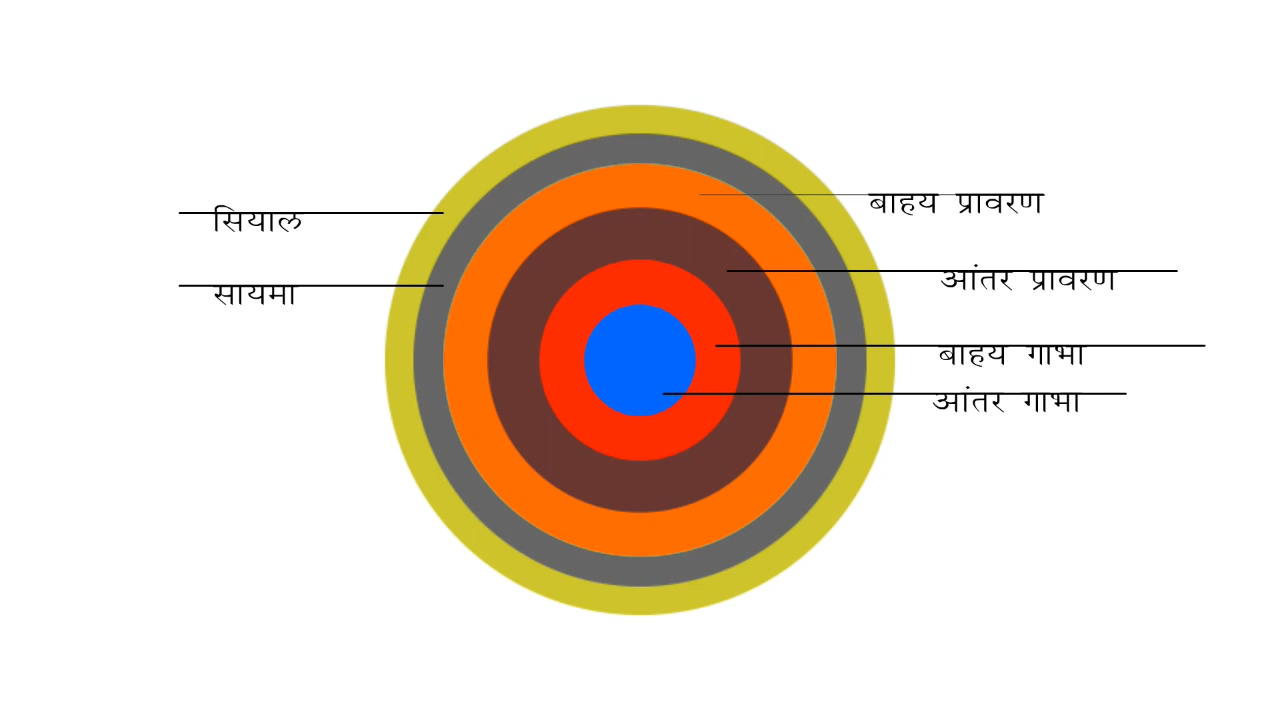 सियाल
सायमा
बाहय प्रावरण
आंतर प्रावरण
बाहय गाभा
आंतर गाभा